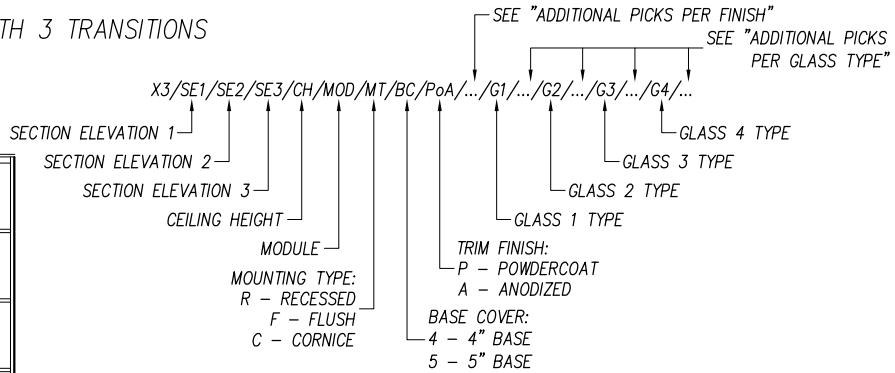 TH 3 TRANSITIONS
SEE "ADDITIONAL PICKS PER FINISH"
SEE "ADDITIONAL PICKS
PER GLASS TYPE"
X3/SE1/SE2/SE3/CH/MOD/MT/BC/PoA/.../G1/.../G2/.../G3/.../G4/...
SECTION ELEVATION 1
SECTION ELEVATION 2
SECTION ELEVATION 3
CEILING HEIGHT
MODULE
MOUNTING TYPE:
R – RECESSED
F – FLUSH
C – CORNICE
BASE COVER:
4 – 4" BASE
5 – 5" BASE
TRIM FINISH:
P – POWDERCOAT
A – ANODIZED
GLASS 1 TYPE
GLASS 2 TYPE
GLASS 3 TYPE
GLASS 4 TYPE